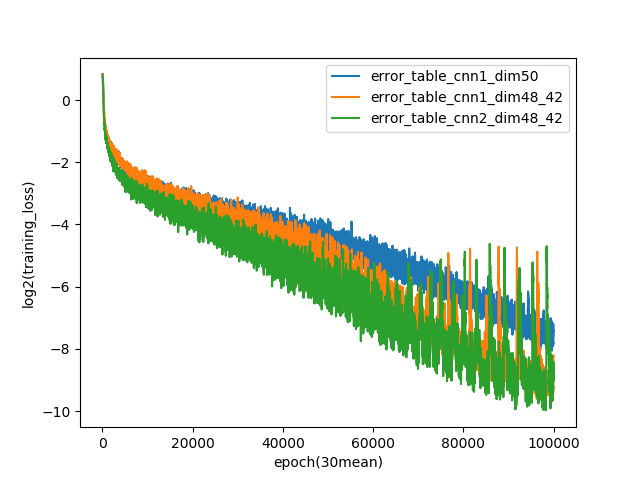 error_table_cnn1_dim50
error_table_cnn1_dim48_42
error_table_cnn2_dim48_42
log2(training_loss)
0
−2
−4
−6
−8
−10
0 20000 40000 60000 80000 100000
epoch(30mean)